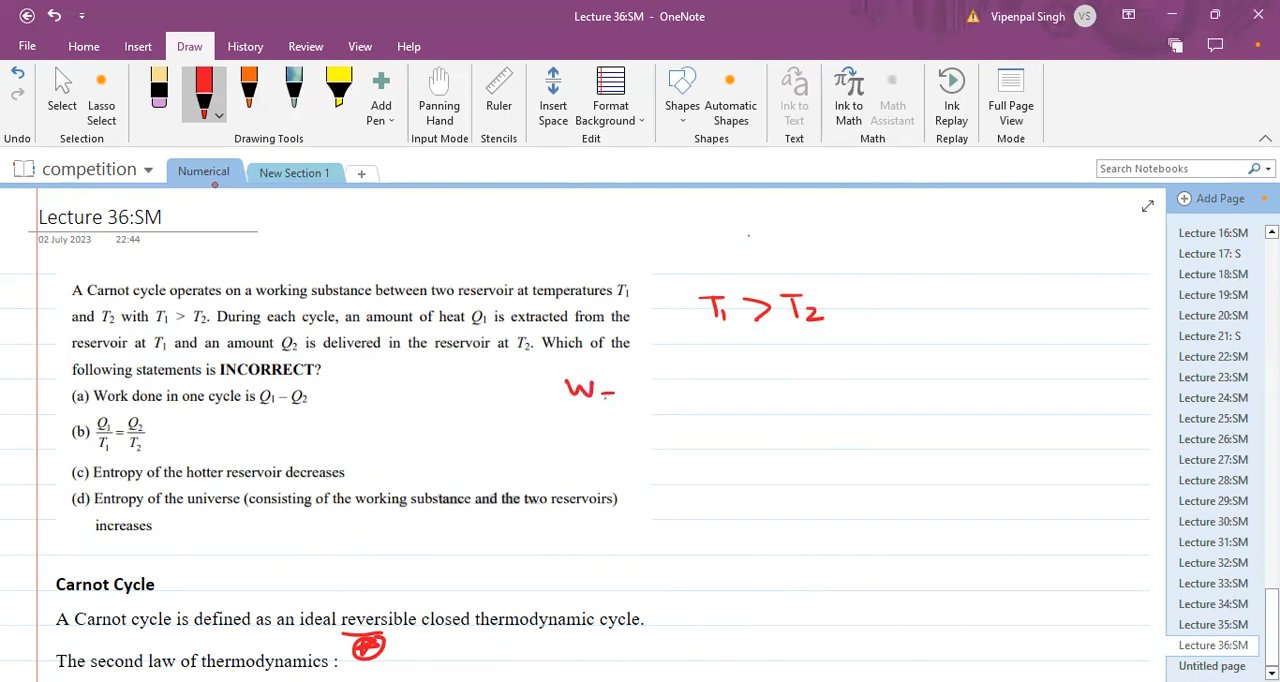 Lecture 36:SM - OneNote
Vipenpal Singh VS
File Home Insert Draw History Review View Help
Undo
Select Lasso Select
Selection
Add Pen
Drawing Tools
Panning Hand
Input Mode
Ruler
Stencils
Insert Space Format Background
Edit
Shapes Automatic Shapes
Shapes
Ink to Text
Text
Ink to Math Math Assistant
Math
Ink Replay
Replay
Full Page View
Mode
competition Numerical New Section 1 +
Search Notebooks
Add Page
Lecture 36:SM
02 July 2023 22:44
A Carnot cycle operates on a working substance between two reservoir at temperatures T₁
and T₂ with T₁ > T₂. During each cycle, an amount of heat Q₁ is extracted from the
reservoir at T₁ and an amount Q₂ is delivered in the reservoir at T₂. Which of the
following statements is INCORRECT?
(a) Work done in one cycle is Q₁ – Q₂
(b) Q₁/T₁ = Q₂/T₂
(c) Entropy of the hotter reservoir decreases
(d) Entropy of the universe (consisting of the working substance and the two reservoirs)
increases
T₁ > T₂
W =
Carnot Cycle
A Carnot cycle is defined as an ideal reversible closed thermodynamic cycle.
The second law of thermodynamics :
Lecture 16:SM
Lecture 17: S
Lecture 18:SM
Lecture 19:SM
Lecture 20:SM
Lecture 21: S
Lecture 22:SM
Lecture 23:SM
Lecture 24:SM
Lecture 25:SM
Lecture 26:SM
Lecture 27:SM
Lecture 28:SM
Lecture 29:SM
Lecture 30:SM
Lecture 31:SM
Lecture 32:SM
Lecture 33:SM
Lecture 34:SM
Lecture 35:SM
Lecture 36:SM
Untitled page